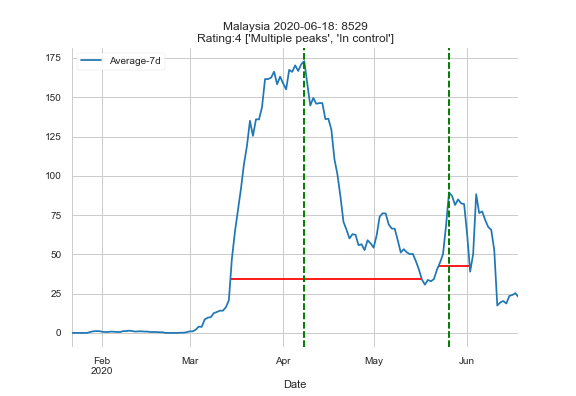 Malaysia 2020-06-18: 8529
Rating:4 ['Multiple peaks', 'In control']
Average-7d
175
150
125
100
75
50
25
0
Feb
2020
Mar
Apr
May
Jun
Date